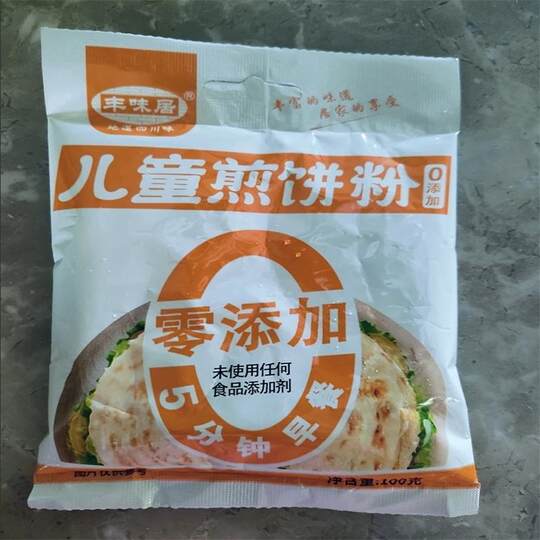 丰味居®
地道四川味
丰富的味道
居家的享受
儿童煎饼粉
0添加
零添加
未使用任何
食品添加剂
5分钟早餐
图片仅供参考
净含量:100克